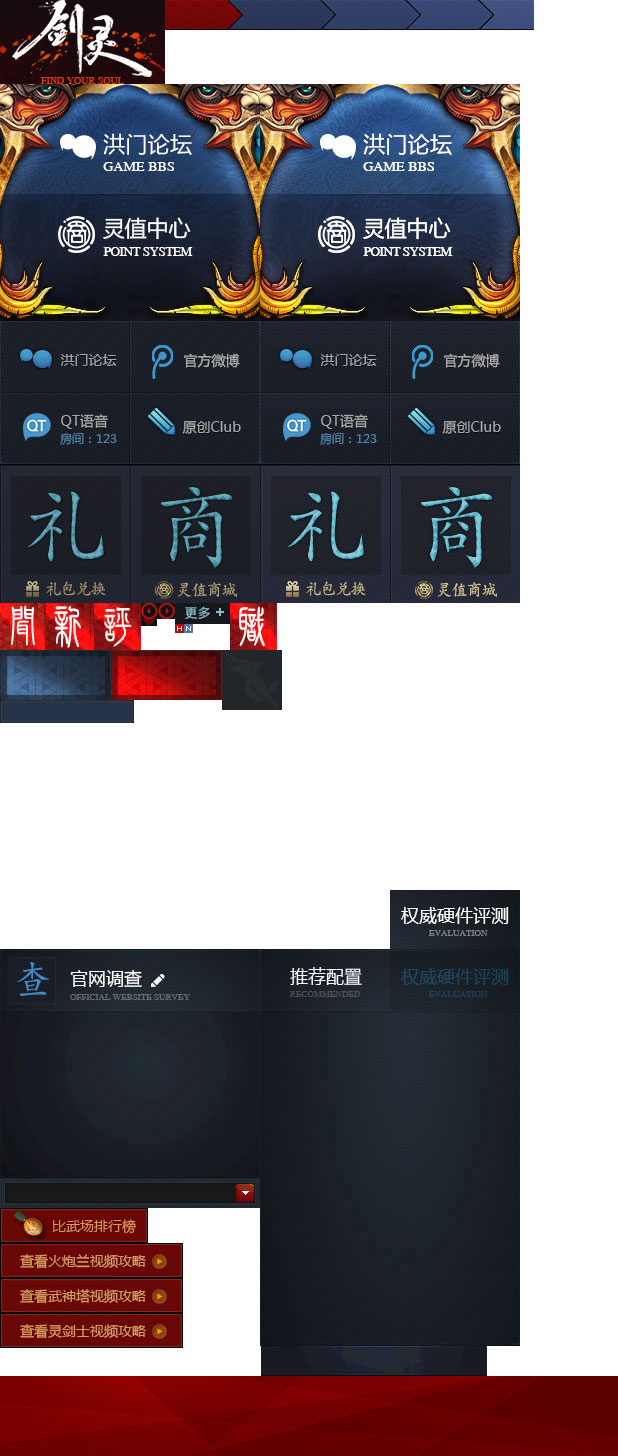 剑灵
FIND YOUR SOUL
洪门论坛
GAME BBS
洪门论坛
GAME BBS
灵值中心
POINT SYSTEM
灵值中心
POINT SYSTEM
洪门论坛
官方微博
洪门论坛
官方微博
QT QT语音
房间：123
原创Club
QT QT语音
房间：123
原创Club
礼
商
礼
商
礼包兑换
商 灵值商城
礼包兑换
商 灵值商城
聞
新
評
更多 +
H N
職
权威硬件评测
EVALUATION
查
官网调查
OFFICIAL WEBSITE SURVEY
推荐配置
RECOMMENDED
权威硬件评测
EVALUATION
比武场排行榜
查看火炮兰视频攻略
查看武神塔视频攻略
查看灵剑士视频攻略